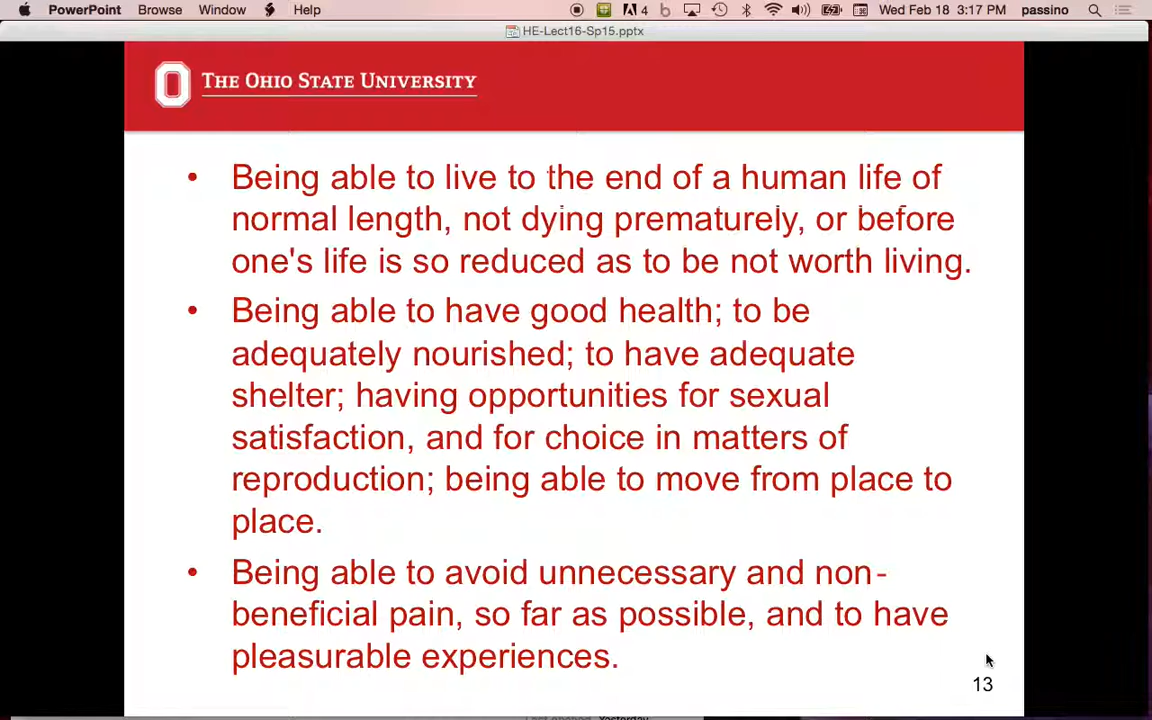 PowerPoint Browse Window Help 4 Wed Feb 18 3:17 PM passino
HE-Lect16-Sp15.pptx
THE OHIO STATE UNIVERSITY
• Being able to live to the end of a human life of
normal length, not dying prematurely, or before
one's life is so reduced as to be not worth living.
• Being able to have good health; to be
adequately nourished; to have adequate
shelter; having opportunities for sexual
satisfaction, and for choice in matters of
reproduction; being able to move from place to
place.
• Being able to avoid unnecessary and non-
beneficial pain, so far as possible, and to have
pleasurable experiences.
13
Yesterday